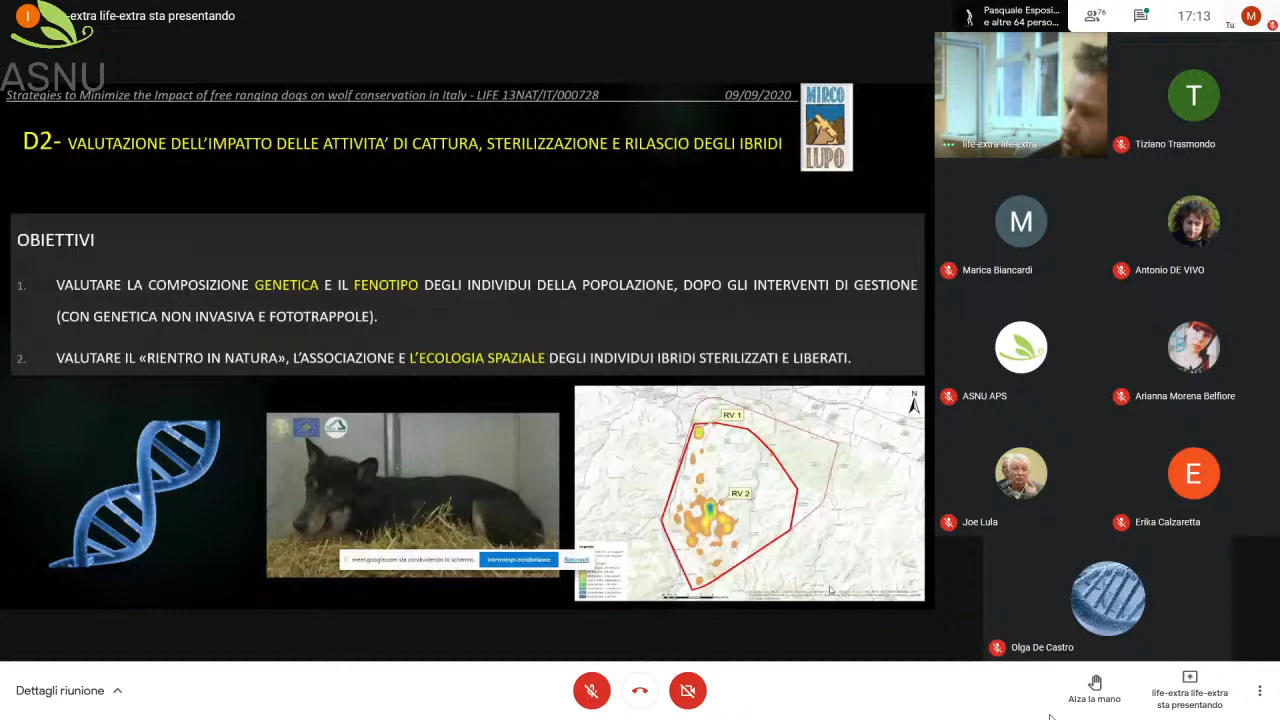 I
-extra life-extra sta presentando
Pasquale Esposi...
e altre 64 perso...
76
17:13
Tu
M
ASNU
Strategies to Minimize the Impact of free ranging dogs on wolf conservation in Italy - LIFE 13NAT/IT/000728
09/09/2020
MIRCO
LUPO
D2- VALUTAZIONE DELL'IMPATTO DELLE ATTIVITA' DI CATTURA, STERILIZZAZIONE E RILASCIO DEGLI IBRIDI
OBIETTIVI
1. VALUTARE LA COMPOSIZIONE GENETICA E IL FENOTIPO DEGLI INDIVIDUI DELLA POPOLAZIONE, DOPO GLI INTERVENTI DI GESTIONE
(CON GENETICA NON INVASIVA E FOTOTRAPPOLE).
2. VALUTARE IL «RIENTRO IN NATURA», L'ASSOCIAZIONE E L'ECOLOGIA SPAZIALE DEGLI INDIVIDUI IBRIDI STERILIZZATI E LIBERATI.
meet.google.com sta condividendo lo schermo.
Interrompi condivisione
Nascondi
N
RV 1
RV 2
life-extra life-extra
T
Tiziano Trasmondo
M
Marica Biancardi
Antonio DE VIVO
ASNU APS
Arianna Morena Belfiore
Joe Lula
E
Erika Calzaretta
Olga De Castro
Dettagli riunione
Alza la mano
life-extra life-extra
sta presentando